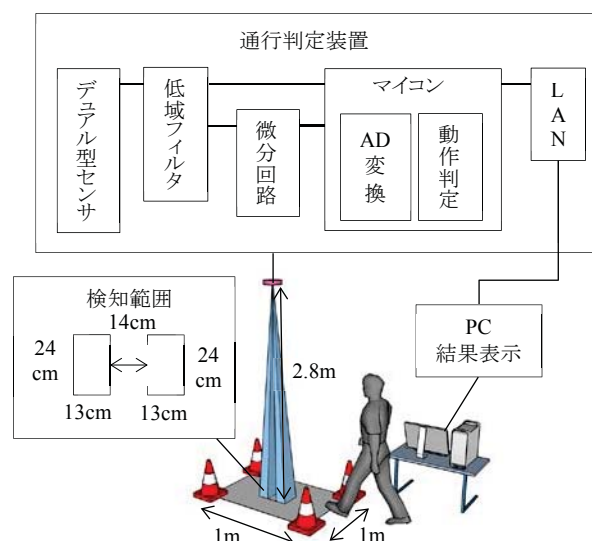 通行判定装置
デュアル型センサ
低域フィルタ
微分回路
マイコン
AD
変換
動作判定
LAN
検知範囲
14cm
24
cm
24
cm
13cm
13cm
2.8m
PC
結果表示
1m
1m